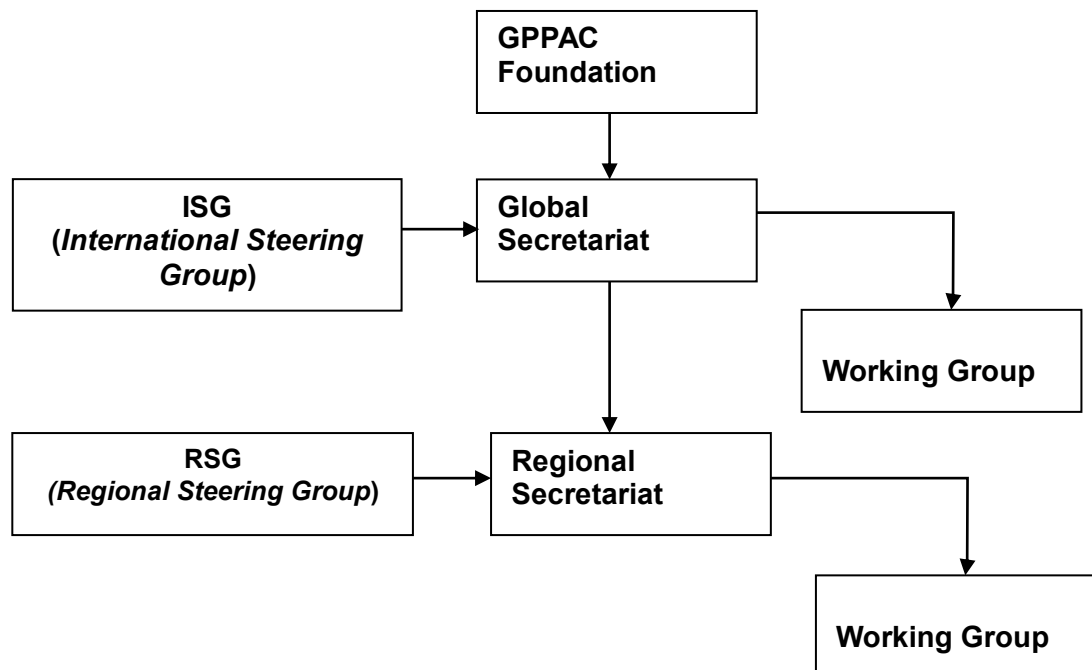 GPPAC
Foundation
ISG
(International Steering
Group)
Global
Secretariat
Working Group
RSG
(Regional Steering Group)
Regional
Secretariat
Working Group